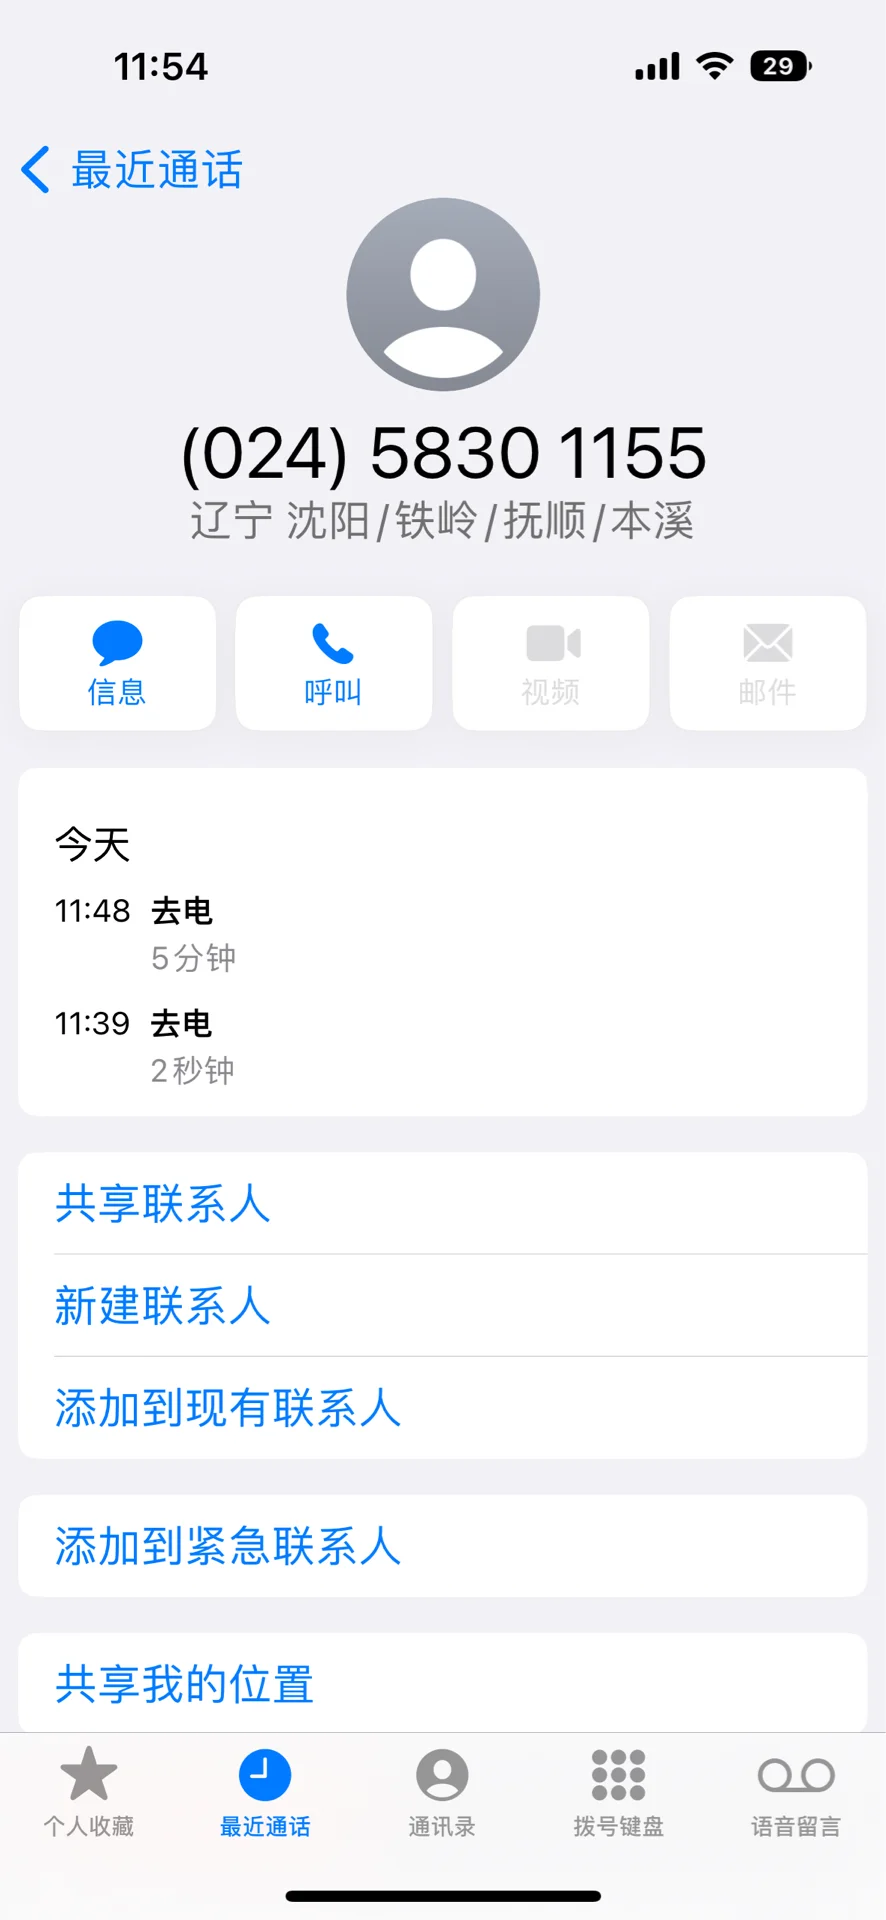 11:54
29
最近通话
(024) 5830 1155
辽宁 沈阳/铁岭/抚顺/本溪
信息 呼叫 视频 邮件
今天
11:48 去电
5分钟
11:39 去电
2秒钟
共享联系人
新建联系人
添加到现有联系人
添加到紧急联系人
共享我的位置
个人收藏 最近通话 通讯录 拨号键盘 语音留言